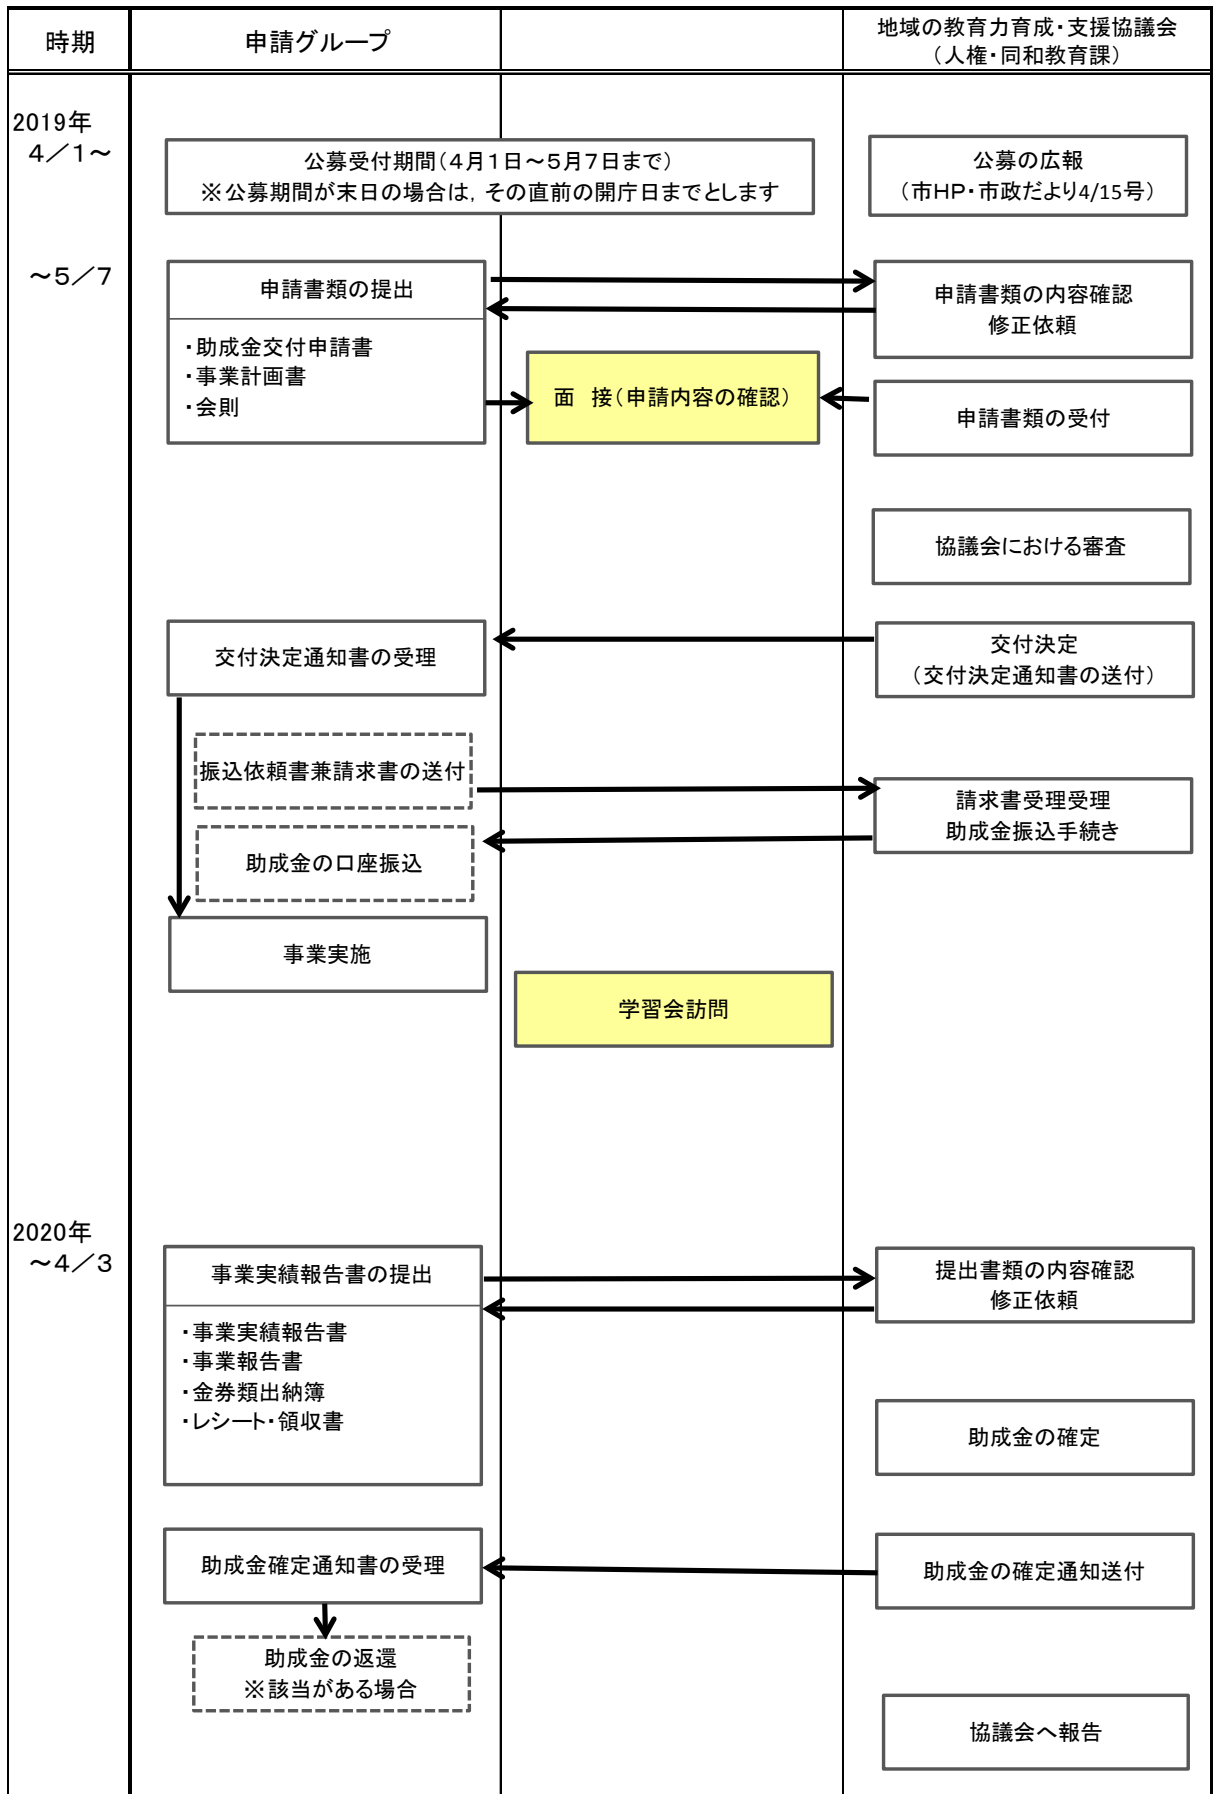 時期
申請グループ
地域の教育力育成・支援協議会
（人権・同和教育課）
2019年
４／１～
公募受付期間（４月１日～５月７日まで）
※公募期間が末日の場合は，その直前の開庁日までとします
公募の広報
（市HP・市政だより4/15号）
～５／７
申請書類の提出
・助成金交付申請書
・事業計画書
・会則
申請書類の内容確認
修正依頼
面　接（申請内容の確認）
申請書類の受付
協議会における審査
交付決定通知書の受理
交付決定
（交付決定通知書の送付）
振込依頼書兼請求書の送付
請求書受理受理
助成金振込手続き
助成金の口座振込
事業実施
学習会訪問
2020年
～４／３
事業実績報告書の提出
・事業実績報告書
・事業報告書
・金券類出納簿
・レシート・領収書
提出書類の内容確認
修正依頼
助成金の確定
助成金確定通知書の受理
助成金の確定通知送付
助成金の返還
※該当がある場合
協議会へ報告